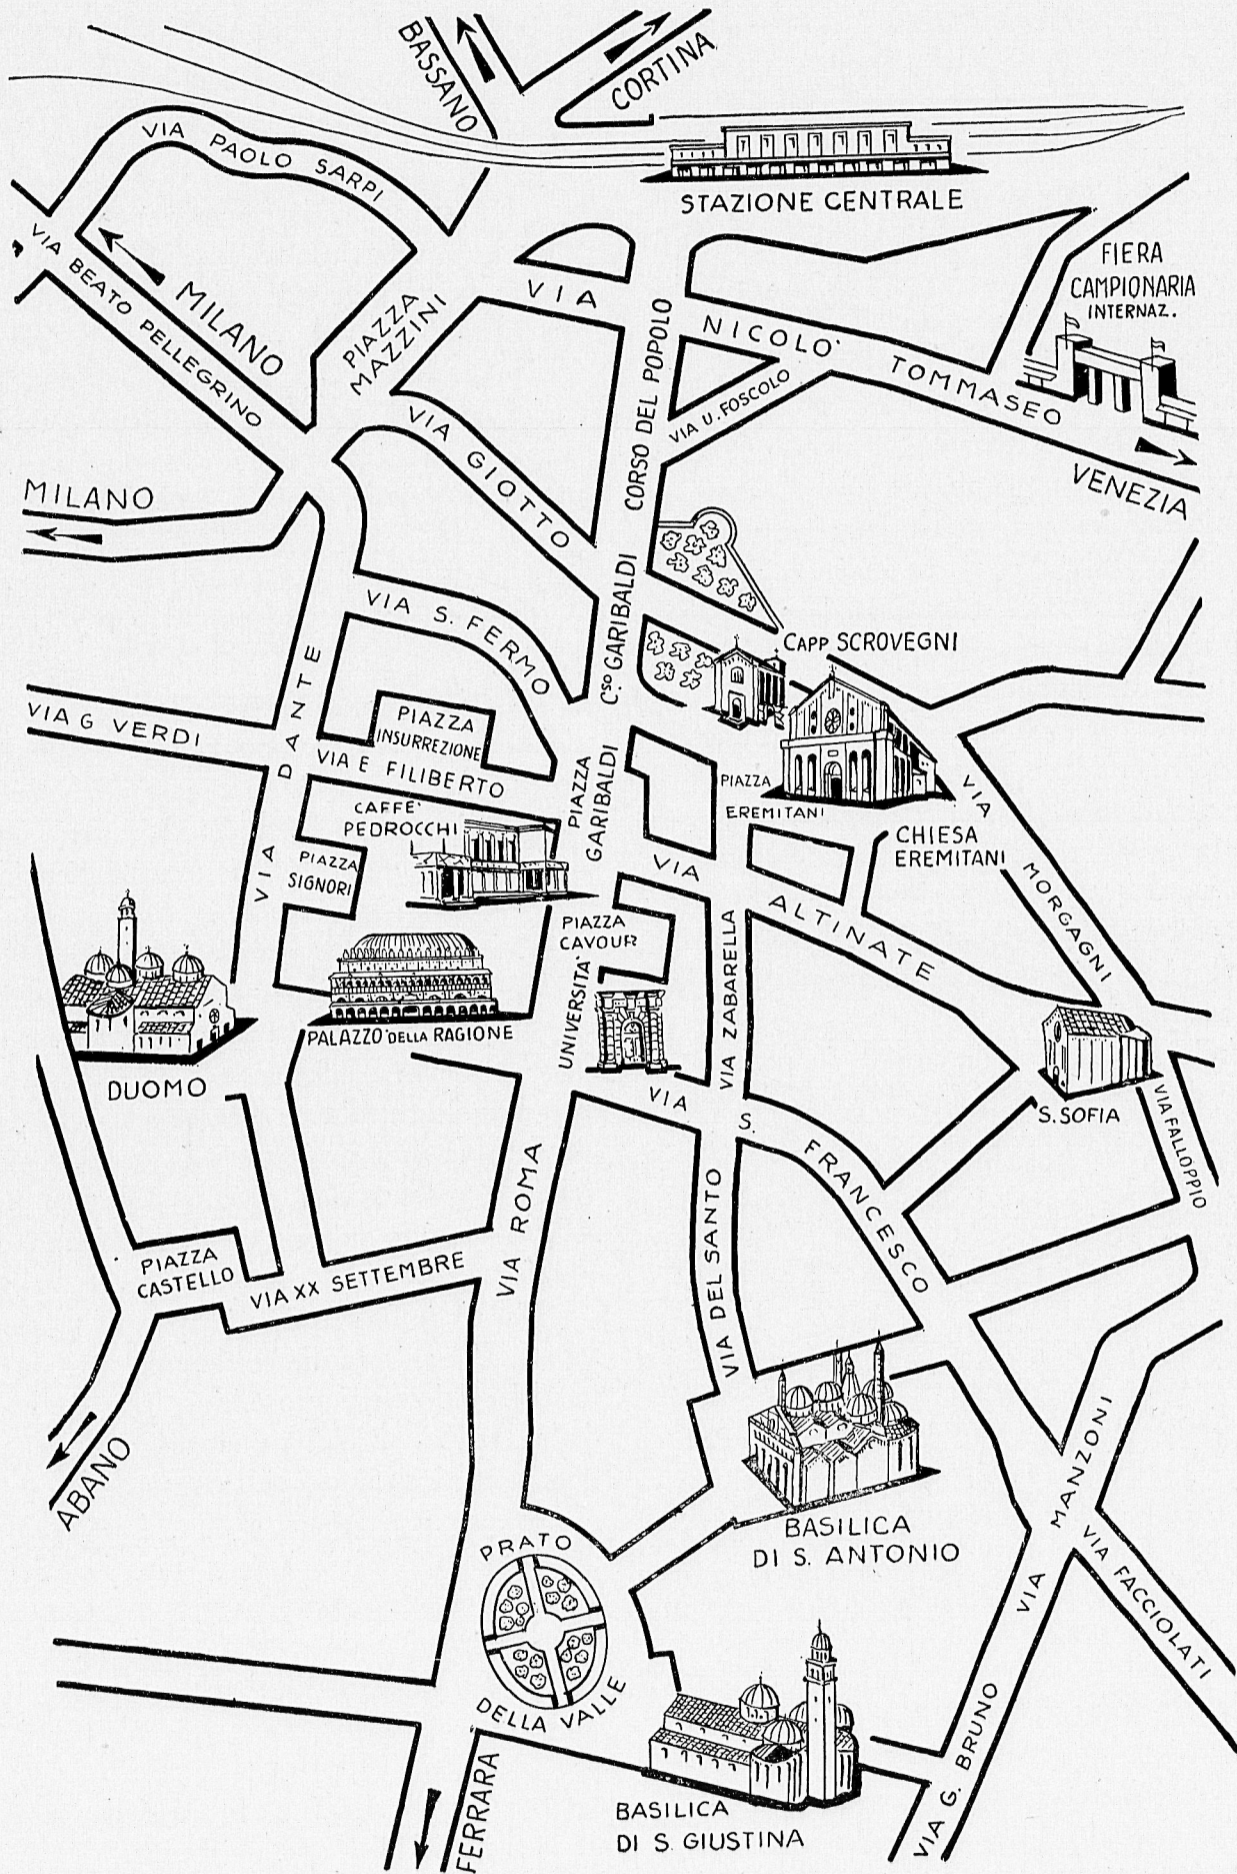 BASSANO
CORTINA
VIA PAOLO SARPI
STAZIONE CENTRALE
VIA BEATO PELLEGRINO
MILANO
PIAZZA
MAZZINI
VIA NICOLO' TOMMASEO
FIERA
CAMPIONARIA
INTERNAZ.
CORSO DEL POPOLO
VIA U. FOSCOLO
VIA GIOTTO
VENEZIA
MILANO
VIA S. FERMO
Cso GARIBALDI
CAPP SCROVEGNI
VIA G VERDI
VIA DANTE
PIAZZA
INSURREZIONE
VIA E FILIBERTO
PIAZZA
GARIBALDI
PIAZZA
EREMITANI
CHIESA
EREMITANI
VIA MORGAGNI
CAFFE'
PEDROCCHI
PIAZZA
SIGNORI
VIA ALTINATE
PIAZZA
CAVOUR
UNIVERSITA'
VIA ZABARELLA
PALAZZO DELLA RAGIONE
DUOMO
S. SOFIA
VIA FALLOPPIO
VIA S. FRANCESCO
VIA ROMA
VIA DEL SANTO
PIAZZA
CASTELLO
VIA XX SETTEMBRE
ABANO
BASILICA
DI S. ANTONIO
VIA MANZONI
VIA FACCIOLATI
PRATO
DELLA VALLE
BASILICA
DI S. GIUSTINA
VIA G. BRUNO
FERRARA